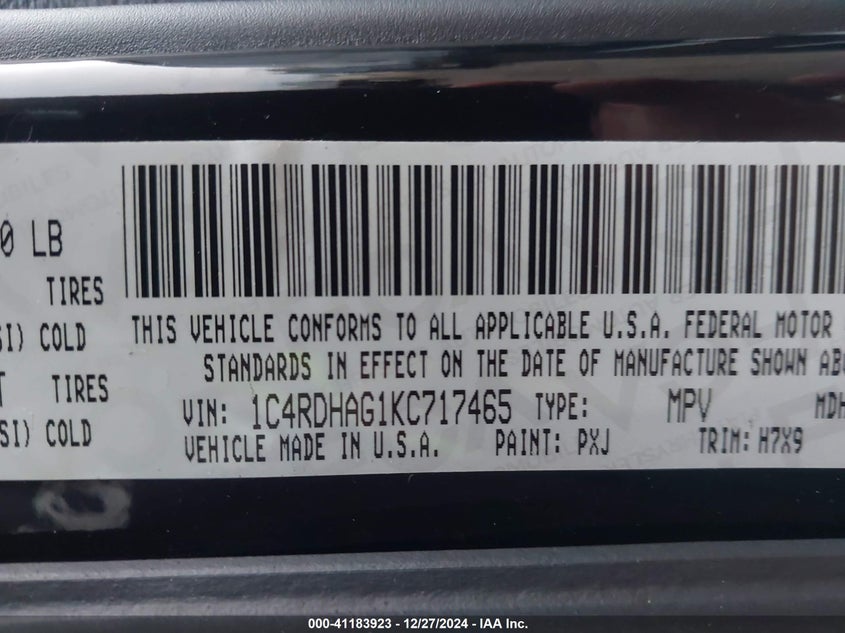 0 LB
TIRES
SI) COLD
THIS VEHICLE CONFORMS TO ALL APPLICABLE U.S.A. FEDERAL MOTOR
STANDARDS IN EFFECT ON THE DATE OF MANUFACTURE SHOWN ABO
T TIRES
SI) COLD
VIN: 1C4RDHAG1KC717465 TYPE: MPV MDH
VEHICLE MADE IN U.S.A. PAINT: PXJ TRIM: H7X9
000-41183923 - 12/27/2024 - IAA Inc.